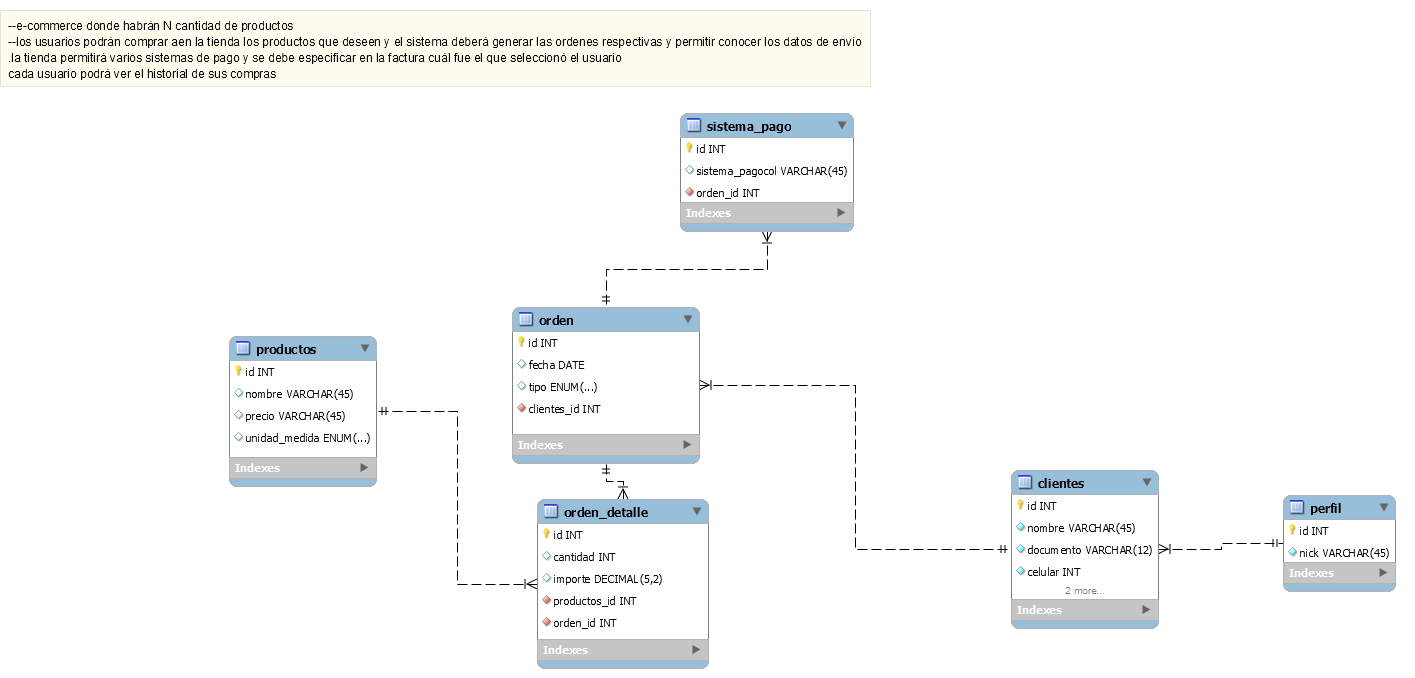 --e-commerce donde habrán N cantidad de productos
--los usuarios podrán comprar aen la tienda los productos que deseen y el sistema deberá generar las ordenes respectivas y permitir conocer los datos de envío
.la tienda permitirá varios sistemas de pago y se debe especificar en la factura cuál fue el que seleccionó el usuario
cada usuario podrá ver el historial de sus compras
sistema_pago
id INT
sistema_pagocol VARCHAR(45)
orden_id INT
Indexes
orden
id INT
fecha DATE
tipo ENUM(...)
clientes_id INT
Indexes
productos
id INT
nombre VARCHAR(45)
precio VARCHAR(45)
unidad_medida ENUM(...)
Indexes
orden_detalle
id INT
cantidad INT
importe DECIMAL(5,2)
productos_id INT
orden_id INT
Indexes
clientes
id INT
nombre VARCHAR(45)
documento VARCHAR(12)
celular INT
2 more...
Indexes
perfil
id INT
nick VARCHAR(45)
Indexes